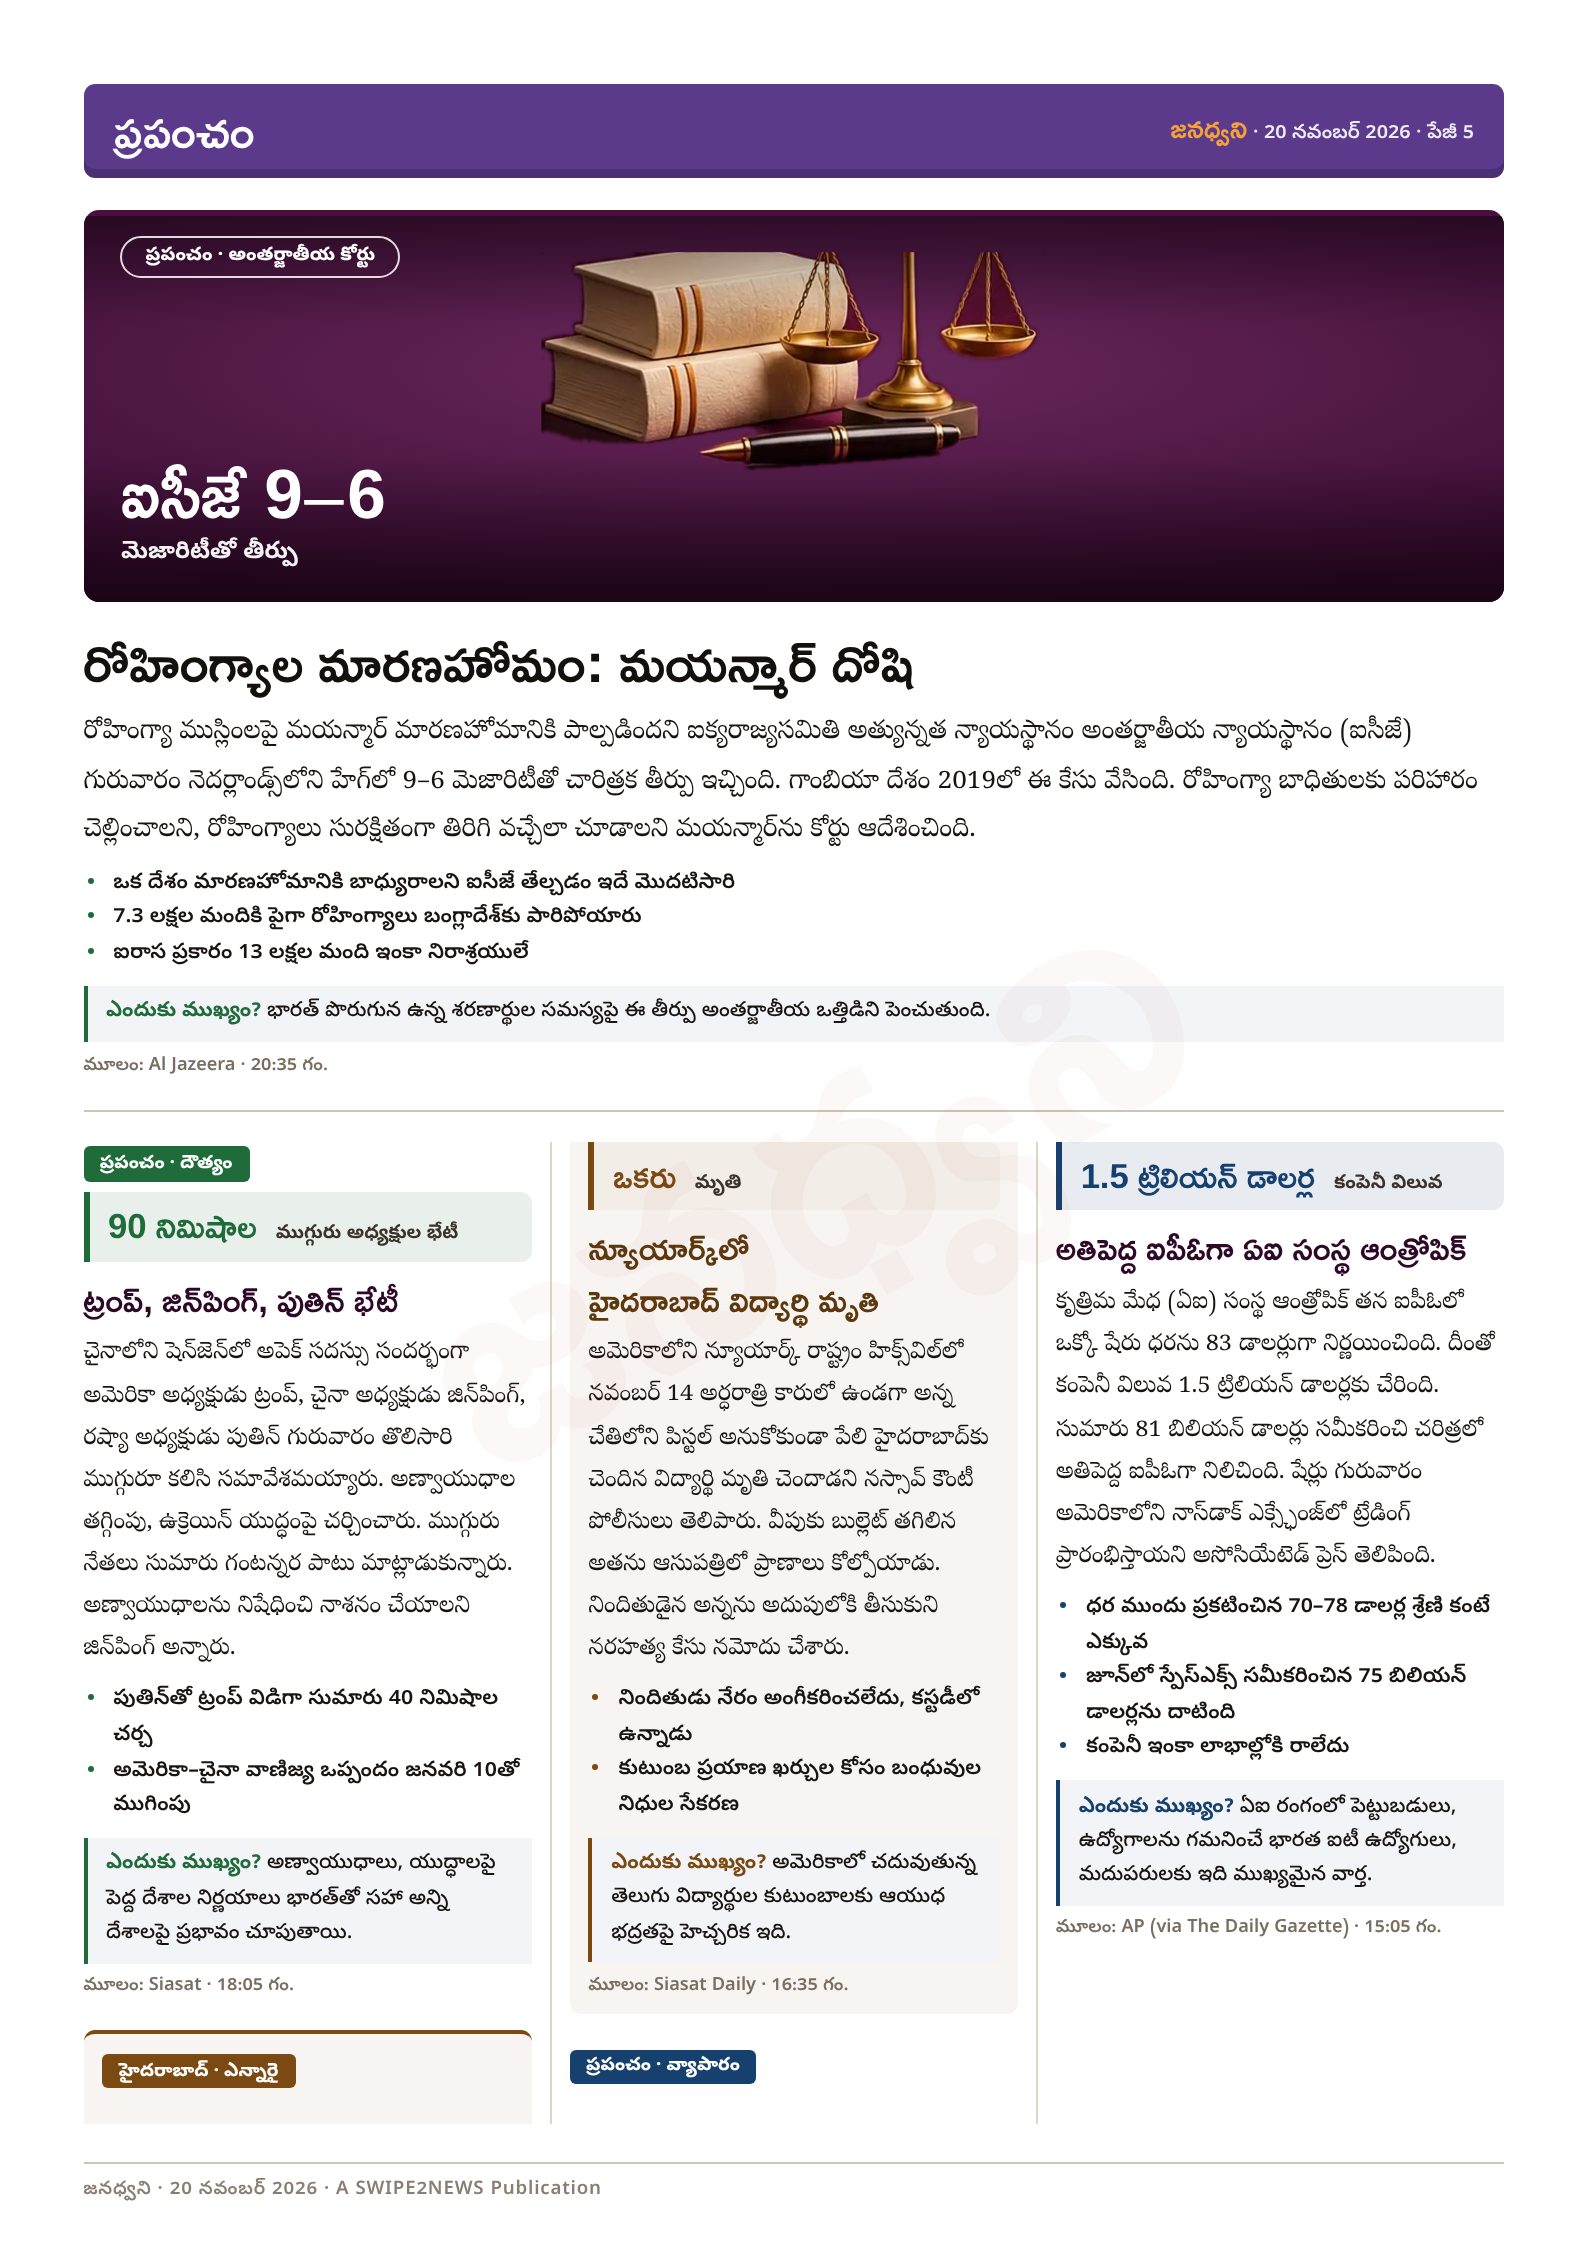 ప్రపంచం
జనధ్వని · 20 నవంబర్ 2026 · పేజీ 5
ప్రపంచం · అంతర్జాతీయ కోర్టు
ఐసీజే 9–6
మెజారిటీతో తీర్పు
రోహింగ్యాల మారణహోమం: మయన్మార్ దోషి
రోహింగ్యా ముస్లింలపై మయన్మార్ మారణహోమానికి పాల్పడిందని ఐక్యరాజ్యసమితి అత్యున్నత న్యాయస్థానం అంతర్జాతీయ న్యాయస్థానం (ఐసీజే)
గురువారం నెదర్లాండ్స్‌లోని హేగ్‌లో 9–6 మెజారిటీతో చారిత్రక తీర్పు ఇచ్చింది. గాంబియా దేశం 2019లో ఈ కేసు వేసింది. రోహింగ్యా బాధితులకు పరిహారం
చెల్లించాలని, రోహింగ్యాలు సురక్షితంగా తిరిగి వచ్చేలా చూడాలని మయన్మార్‌ను కోర్టు ఆదేశించింది.
• ఒక దేశం మారణహోమానికి బాధ్యురాలని ఐసీజే తేల్చడం ఇదే మొదటిసారి
• 7.3 లక్షల మందికి పైగా రోహింగ్యాలు బంగ్లాదేశ్‌కు పారిపోయారు
• ఐరాస ప్రకారం 13 లక్షల మంది ఇంకా నిరాశ్రయులే
ఎందుకు ముఖ్యం? భారత్ పొరుగున ఉన్న శరణార్థుల సమస్యపై ఈ తీర్పు అంతర్జాతీయ ఒత్తిడిని పెంచుతుంది.
మూలం: Al Jazeera · 20:35 గం.
ప్రపంచం · దౌత్యం
90 నిమిషాల ముగ్గురు అధ్యక్షుల భేటీ
ట్రంప్, జిన్‌పింగ్, పుతిన్ భేటీ
చైనాలోని షెన్‌జెన్‌లో అపెక్ సదస్సు సందర్భంగా
అమెరికా అధ్యక్షుడు ట్రంప్, చైనా అధ్యక్షుడు జిన్‌పింగ్,
రష్యా అధ్యక్షుడు పుతిన్ గురువారం తొలిసారి
ముగ్గురూ కలిసి సమావేశమయ్యారు. అణ్వాయుధాల
తగ్గింపు, ఉక్రెయిన్ యుద్ధంపై చర్చించారు. ముగ్గురు
నేతలు సుమారు గంటన్నర పాటు మాట్లాడుకున్నారు.
అణ్వాయుధాలను నిషేధించి నాశనం చేయాలని
జిన్‌పింగ్ అన్నారు.
• పుతిన్‌తో ట్రంప్ విడిగా సుమారు 40 నిమిషాల
చర్చ
• అమెరికా–చైనా వాణిజ్య ఒప్పందం జనవరి 10తో
ముగింపు
ఎందుకు ముఖ్యం? అణ్వాయుధాలు, యుద్ధాలపై
పెద్ద దేశాల నిర్ణయాలు భారత్‌తో సహా అన్ని
దేశాలపై ప్రభావం చూపుతాయి.
మూలం: Siasat · 18:05 గం.
హైదరాబాద్ · ఎన్నారై
ఒకరు మృతి
న్యూయార్క్‌లో
హైదరాబాద్ విద్యార్థి మృతి
అమెరికాలోని న్యూయార్క్ రాష్ట్రం హిక్స్‌విల్‌లో
నవంబర్ 14 అర్ధరాత్రి కారులో ఉండగా అన్న
చేతిలోని పిస్టల్ అనుకోకుండా పేలి హైదరాబాద్‌కు
చెందిన విద్యార్థి మృతి చెందాడని నస్సావ్ కౌంటీ
పోలీసులు తెలిపారు. వీపుకు బుల్లెట్ తగిలిన
అతను ఆసుపత్రిలో ప్రాణాలు కోల్పోయాడు.
నిందితుడైన అన్నను అదుపులోకి తీసుకుని
నరహత్య కేసు నమోదు చేశారు.
• నిందితుడు నేరం అంగీకరించలేదు, కస్టడీలో
ఉన్నాడు
• కుటుంబ ప్రయాణ ఖర్చుల కోసం బంధువుల
నిధుల సేకరణ
ఎందుకు ముఖ్యం? అమెరికాలో చదువుతున్న
తెలుగు విద్యార్థుల కుటుంబాలకు ఆయుధ
భద్రతపై హెచ్చరిక ఇది.
మూలం: Siasat Daily · 16:35 గం.
ప్రపంచం · వ్యాపారం
1.5 ట్రిలియన్ డాలర్ల కంపెనీ విలువ
అతిపెద్ద ఐపీఓగా ఏఐ సంస్థ ఆంత్రోపిక్
కృత్రిమ మేధ (ఏఐ) సంస్థ ఆంత్రోపిక్ తన ఐపీఓలో
ఒక్కో షేరు ధరను 83 డాలర్లుగా నిర్ణయించింది. దీంతో
కంపెనీ విలువ 1.5 ట్రిలియన్ డాలర్లకు చేరింది.
సుమారు 81 బిలియన్ డాలర్లు సమీకరించి చరిత్రలో
అతిపెద్ద ఐపీఓగా నిలిచింది. షేర్లు గురువారం
అమెరికాలోని నాస్‌డాక్ ఎక్స్ఛేంజ్‌లో ట్రేడింగ్
ప్రారంభిస్తాయని అసోసియేటెడ్ ప్రెస్ తెలిపింది.
• ధర ముందు ప్రకటించిన 70–78 డాలర్ల శ్రేణి కంటే
ఎక్కువ
• జూన్‌లో స్పేస్‌ఎక్స్ సమీకరించిన 75 బిలియన్
డాలర్లను దాటింది
• కంపెనీ ఇంకా లాభాల్లోకి రాలేదు
ఎందుకు ముఖ్యం? ఏఐ రంగంలో పెట్టుబడులు,
ఉద్యోగాలను గమనించే భారత ఐటీ ఉద్యోగులు,
మదుపరులకు ఇది ముఖ్యమైన వార్త.
మూలం: AP (via The Daily Gazette) · 15:05 గం.
జనధ్వని
జనధ్వని · 20 నవంబర్ 2026 · A SWIPE2NEWS Publication